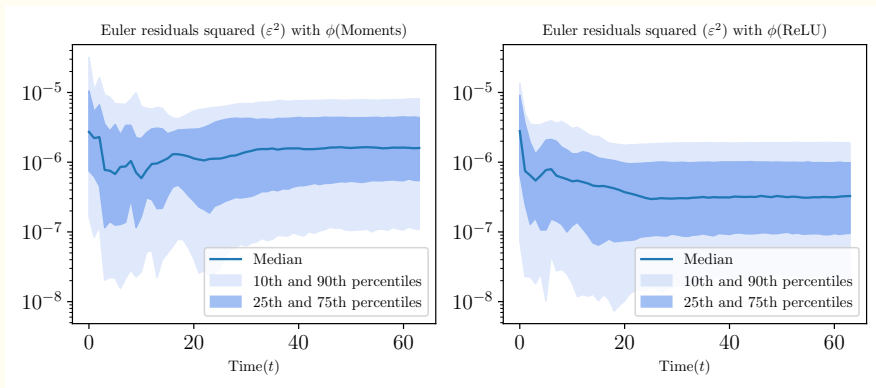 Euler residuals squared (ε²) with ϕ(Moments)
10⁻⁵
10⁻⁶
10⁻⁷
10⁻⁸
Median
10th and 90th percentiles
25th and 75th percentiles
0 20 40 60
Time(t)
Euler residuals squared (ε²) with ϕ(ReLU)
10⁻⁵
10⁻⁶
10⁻⁷
10⁻⁸
Median
10th and 90th percentiles
25th and 75th percentiles
0 20 40 60
Time(t)